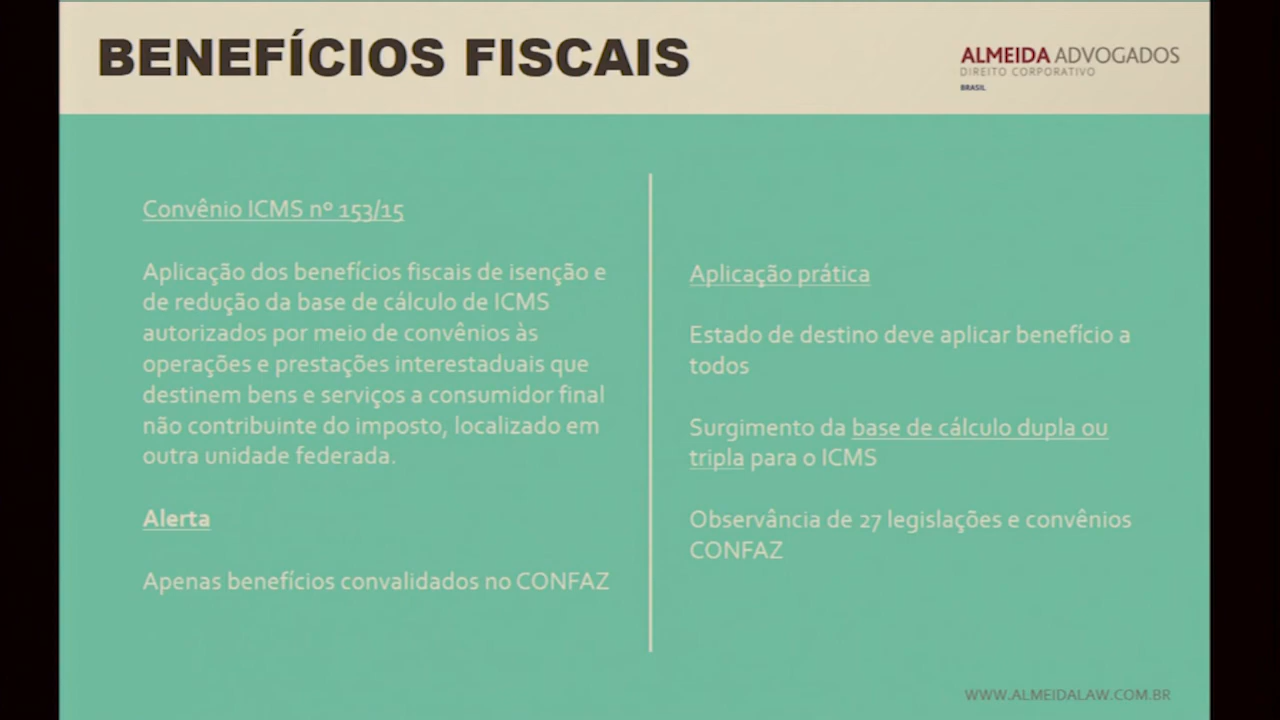 BENEFÍCIOS FISCAIS
ALMEIDA ADVOGADOS
DIREITO CORPORATIVO
BRASIL
Convênio ICMS nº 153/15
Aplicação dos benefícios fiscais de isenção e
de redução da base de cálculo de ICMS
autorizados por meio de convênios às
operações e prestações interestaduais que
destinem bens e serviços a consumidor final
não contribuinte do imposto, localizado em
outra unidade federada.
Alerta
Apenas benefícios convalidados no CONFAZ
Aplicação prática
Estado de destino deve aplicar benefício a
todos
Surgimento da base de cálculo dupla ou
tripla para o ICMS
Observância de 27 legislações e convênios
CONFAZ
WWW.ALMEIDALAW.COM.BR